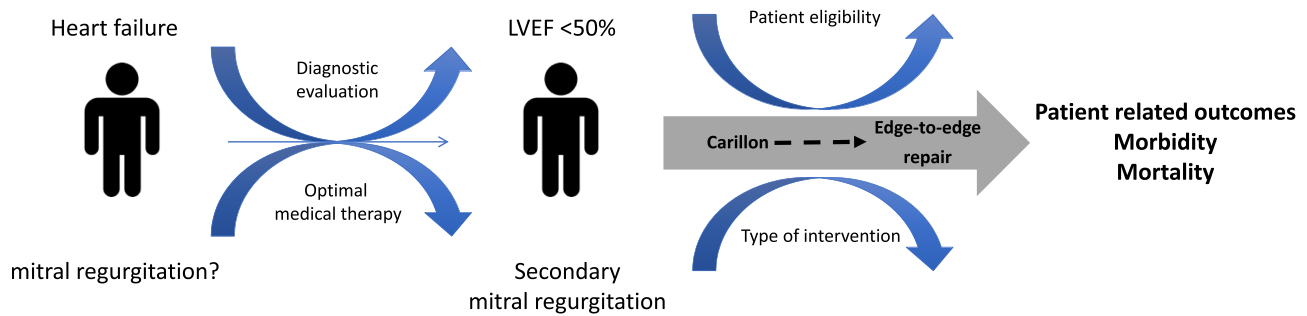 Heart failure
mitral regurgitation?
Diagnostic
evaluation
Optimal
medical therapy
LVEF <50%
Secondary
mitral regurgitation
Patient eligibility
Carillon
Edge-to-edge
repair
Type of intervention
Patient related outcomes
Morbidity
Mortality